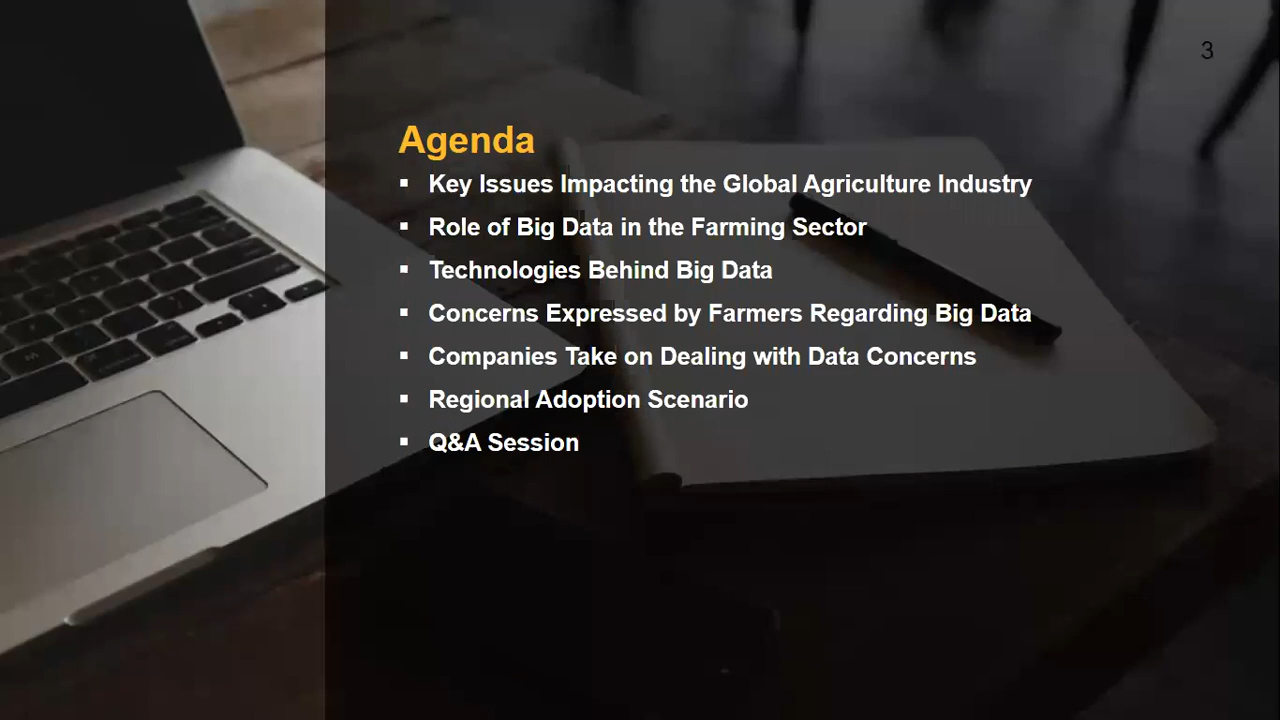 3
Agenda
▪ Key Issues Impacting the Global Agriculture Industry
▪ Role of Big Data in the Farming Sector
▪ Technologies Behind Big Data
▪ Concerns Expressed by Farmers Regarding Big Data
▪ Companies Take on Dealing with Data Concerns
▪ Regional Adoption Scenario
▪ Q&A Session